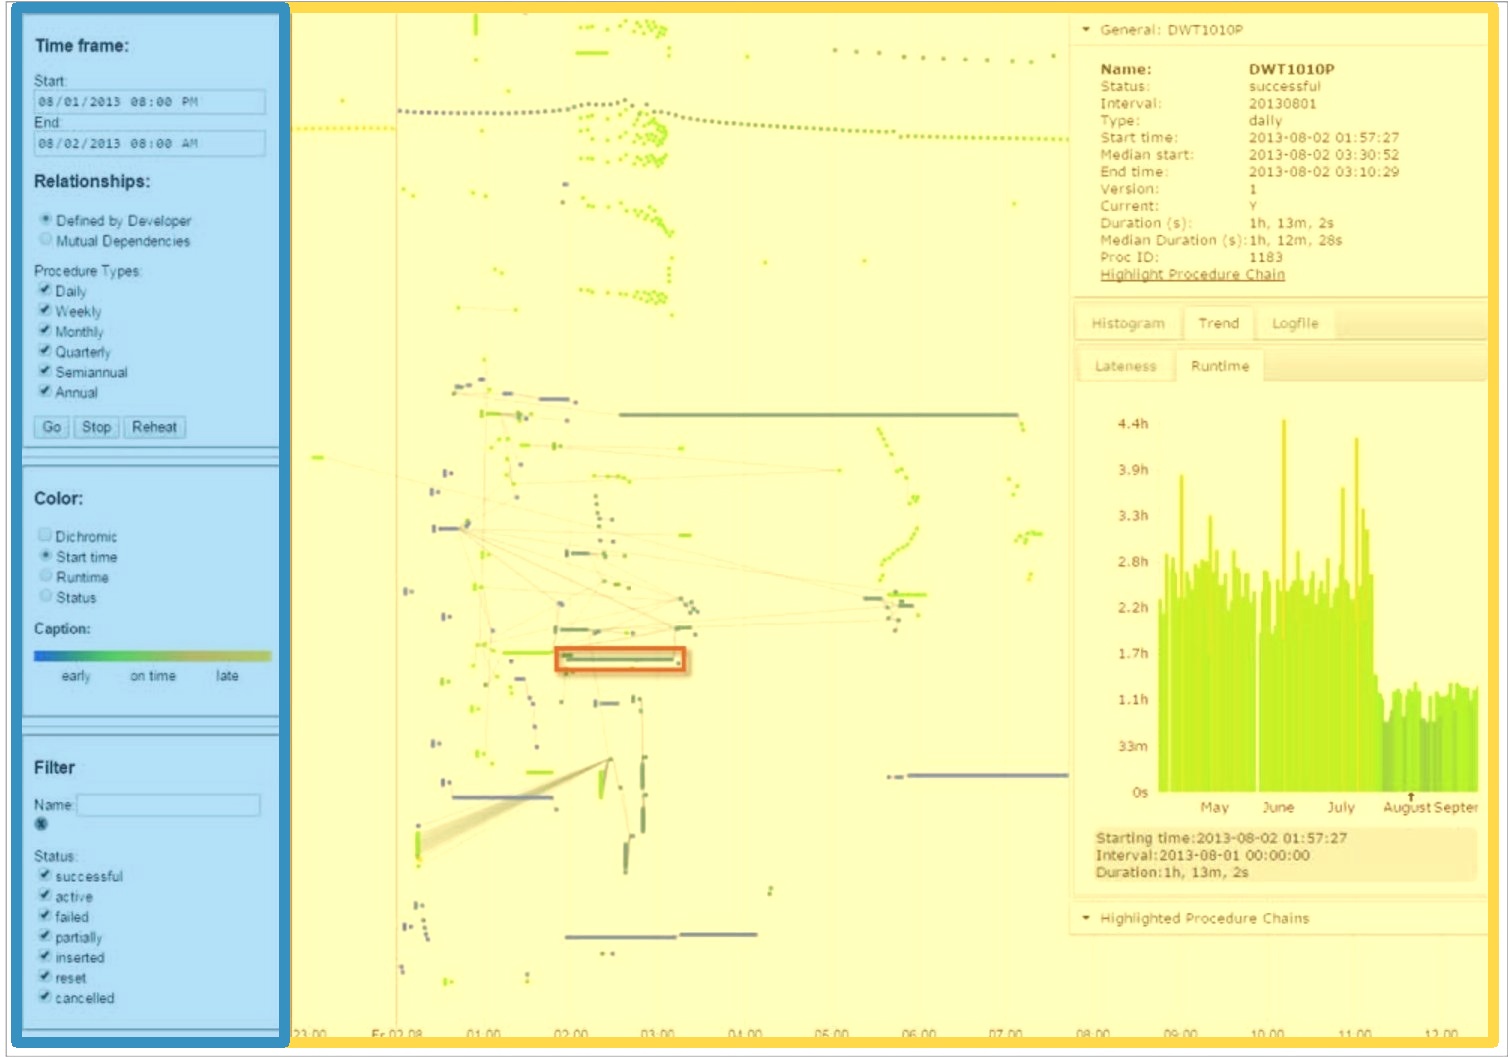 Time frame:
Start:
08/01/2013 08:00 PM
End:
08/02/2013 08:00 AM
Relationships:
Defined by Developer
Mutual Dependencies
Procedure Types:
Daily
Weekly
Monthly
Quarterly
Semiannual
Annual
Go Stop Reheat
Color:
Dichromic
Start time
Runtime
Status
Caption:
early on time late
Filter
Name:
Status:
successful
active
failed
partially
inserted
reset
cancelled
23:00 Fr 02.08 01:00 02:00 03:00 04:00 05:00 06:00 07:00 08:00 09:00 10:00 11:00 12:00
General: DWT1010P
Name: DWT1010P
Status: successful
Interval: 20130801
Type: daily
Start time: 2013-08-02 01:57:27
Median start: 2013-08-02 03:30:52
End time: 2013-08-02 03:10:29
Version: 1
Current: Y
Duration (s): 1h, 13m, 2s
Median Duration (s): 1h, 12m, 28s
Proc ID: 1183
Highlight Procedure Chain
Histogram Trend Logfile
Lateness Runtime
4.4h
3.9h
3.3h
2.8h
2.2h
1.7h
1.1h
33m
0s
May June July August Septer
Starting time:2013-08-02 01:57:27
Interval:2013-08-01 00:00:00
Duration:1h, 13m, 2s
Highlighted Procedure Chains